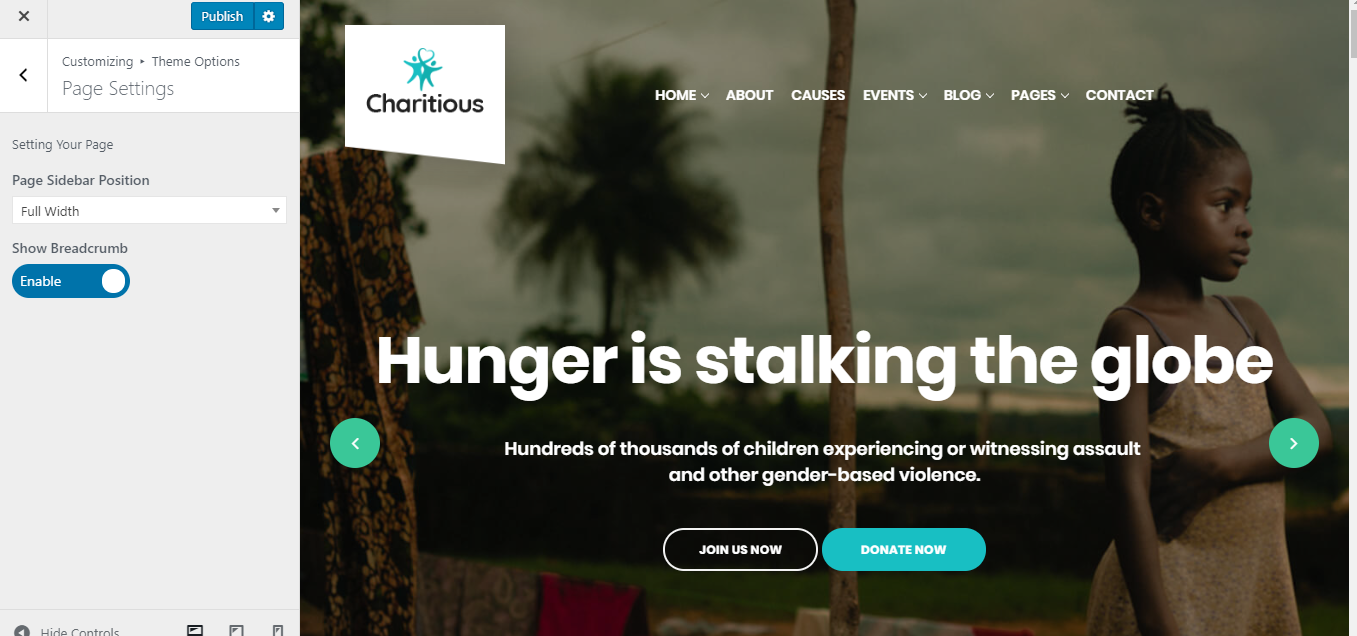 Publish
Customizing ▸ Theme Options
Page Settings
Setting Your Page
Page Sidebar Position
Full Width
Show Breadcrumb
Enable
Hide Controls
Charitious
HOME ABOUT CAUSES EVENTS BLOG PAGES CONTACT
Hunger is stalking the globe
Hundreds of thousands of children experiencing or witnessing assault
and other gender-based violence.
JOIN US NOW DONATE NOW